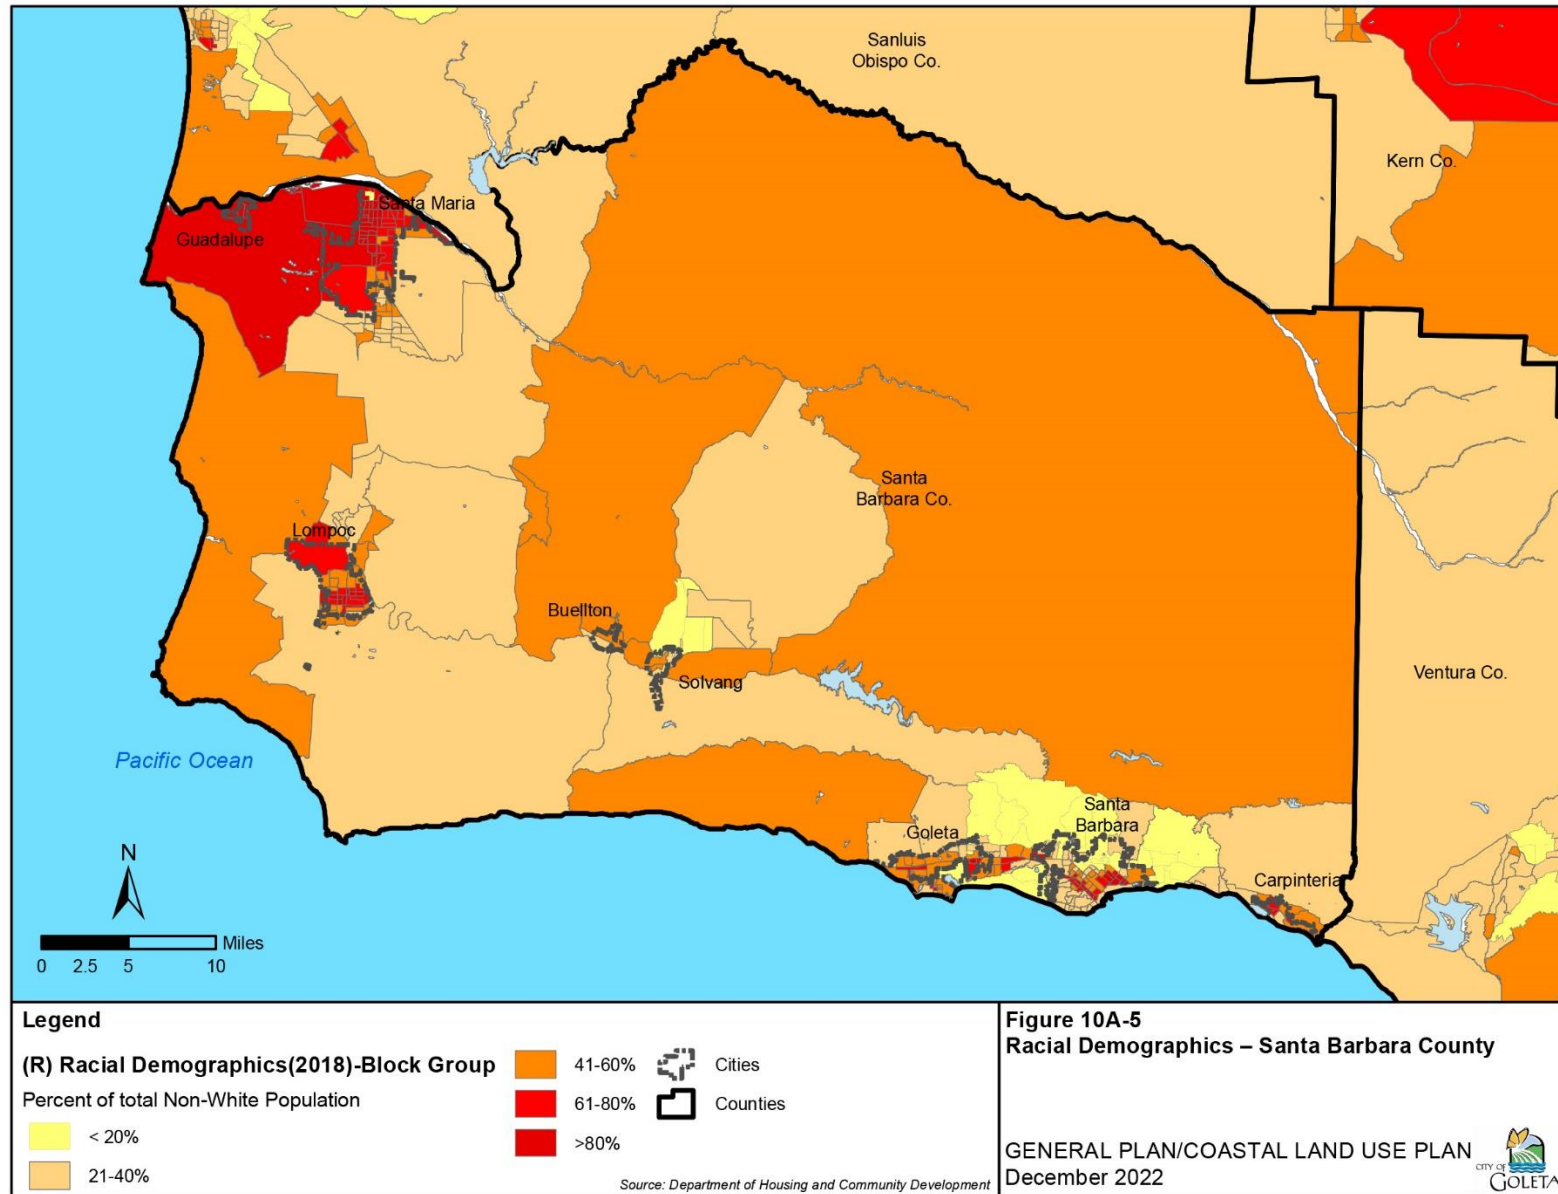 Sanluis
Obispo Co.
Kern Co.
Santa Maria
Guadalupe
Santa
Barbara Co.
Lompoc
Buellton
Solvang
Ventura Co.
Pacific Ocean
Santa
Barbara
Goleta
Carpinteria
N
Miles
0 2.5 5 10
Legend
(R) Racial Demographics(2018)-Block Group
Percent of total Non-White Population
< 20%
21-40%
41-60%
61-80%
>80%
Cities
Counties
Source: Department of Housing and Community Development
Figure 10A-5
Racial Demographics – Santa Barbara County
GENERAL PLAN/COASTAL LAND USE PLAN
December 2022
CITY OF
GOLETA